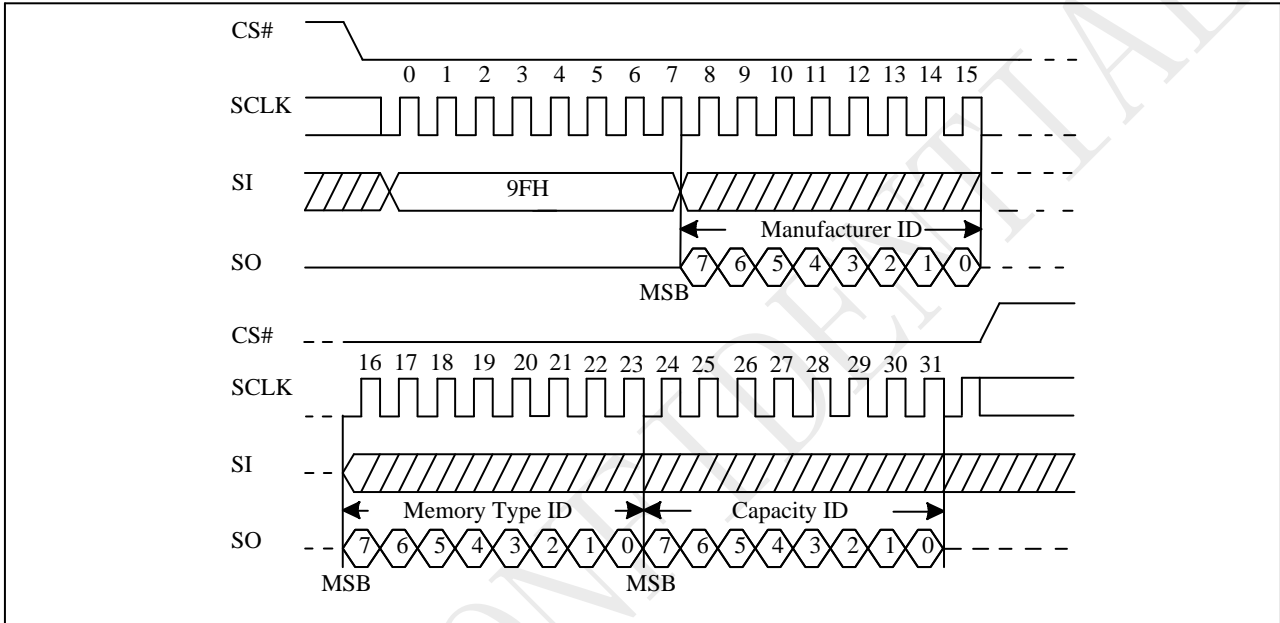 CS#
0 1 2 3 4 5 6 7 8 9 10 11 12 13 14 15
SCLK
SI
9FH
Manufacturer ID
SO
7 6 5 4 3 2 1 0
MSB
CS#
16 17 18 19 20 21 22 23 24 25 26 27 28 29 30 31
SCLK
SI
Memory Type ID Capacity ID
SO
7 6 5 4 3 2 1 0 7 6 5 4 3 2 1 0
MSB MSB
ONFIDENTIAL